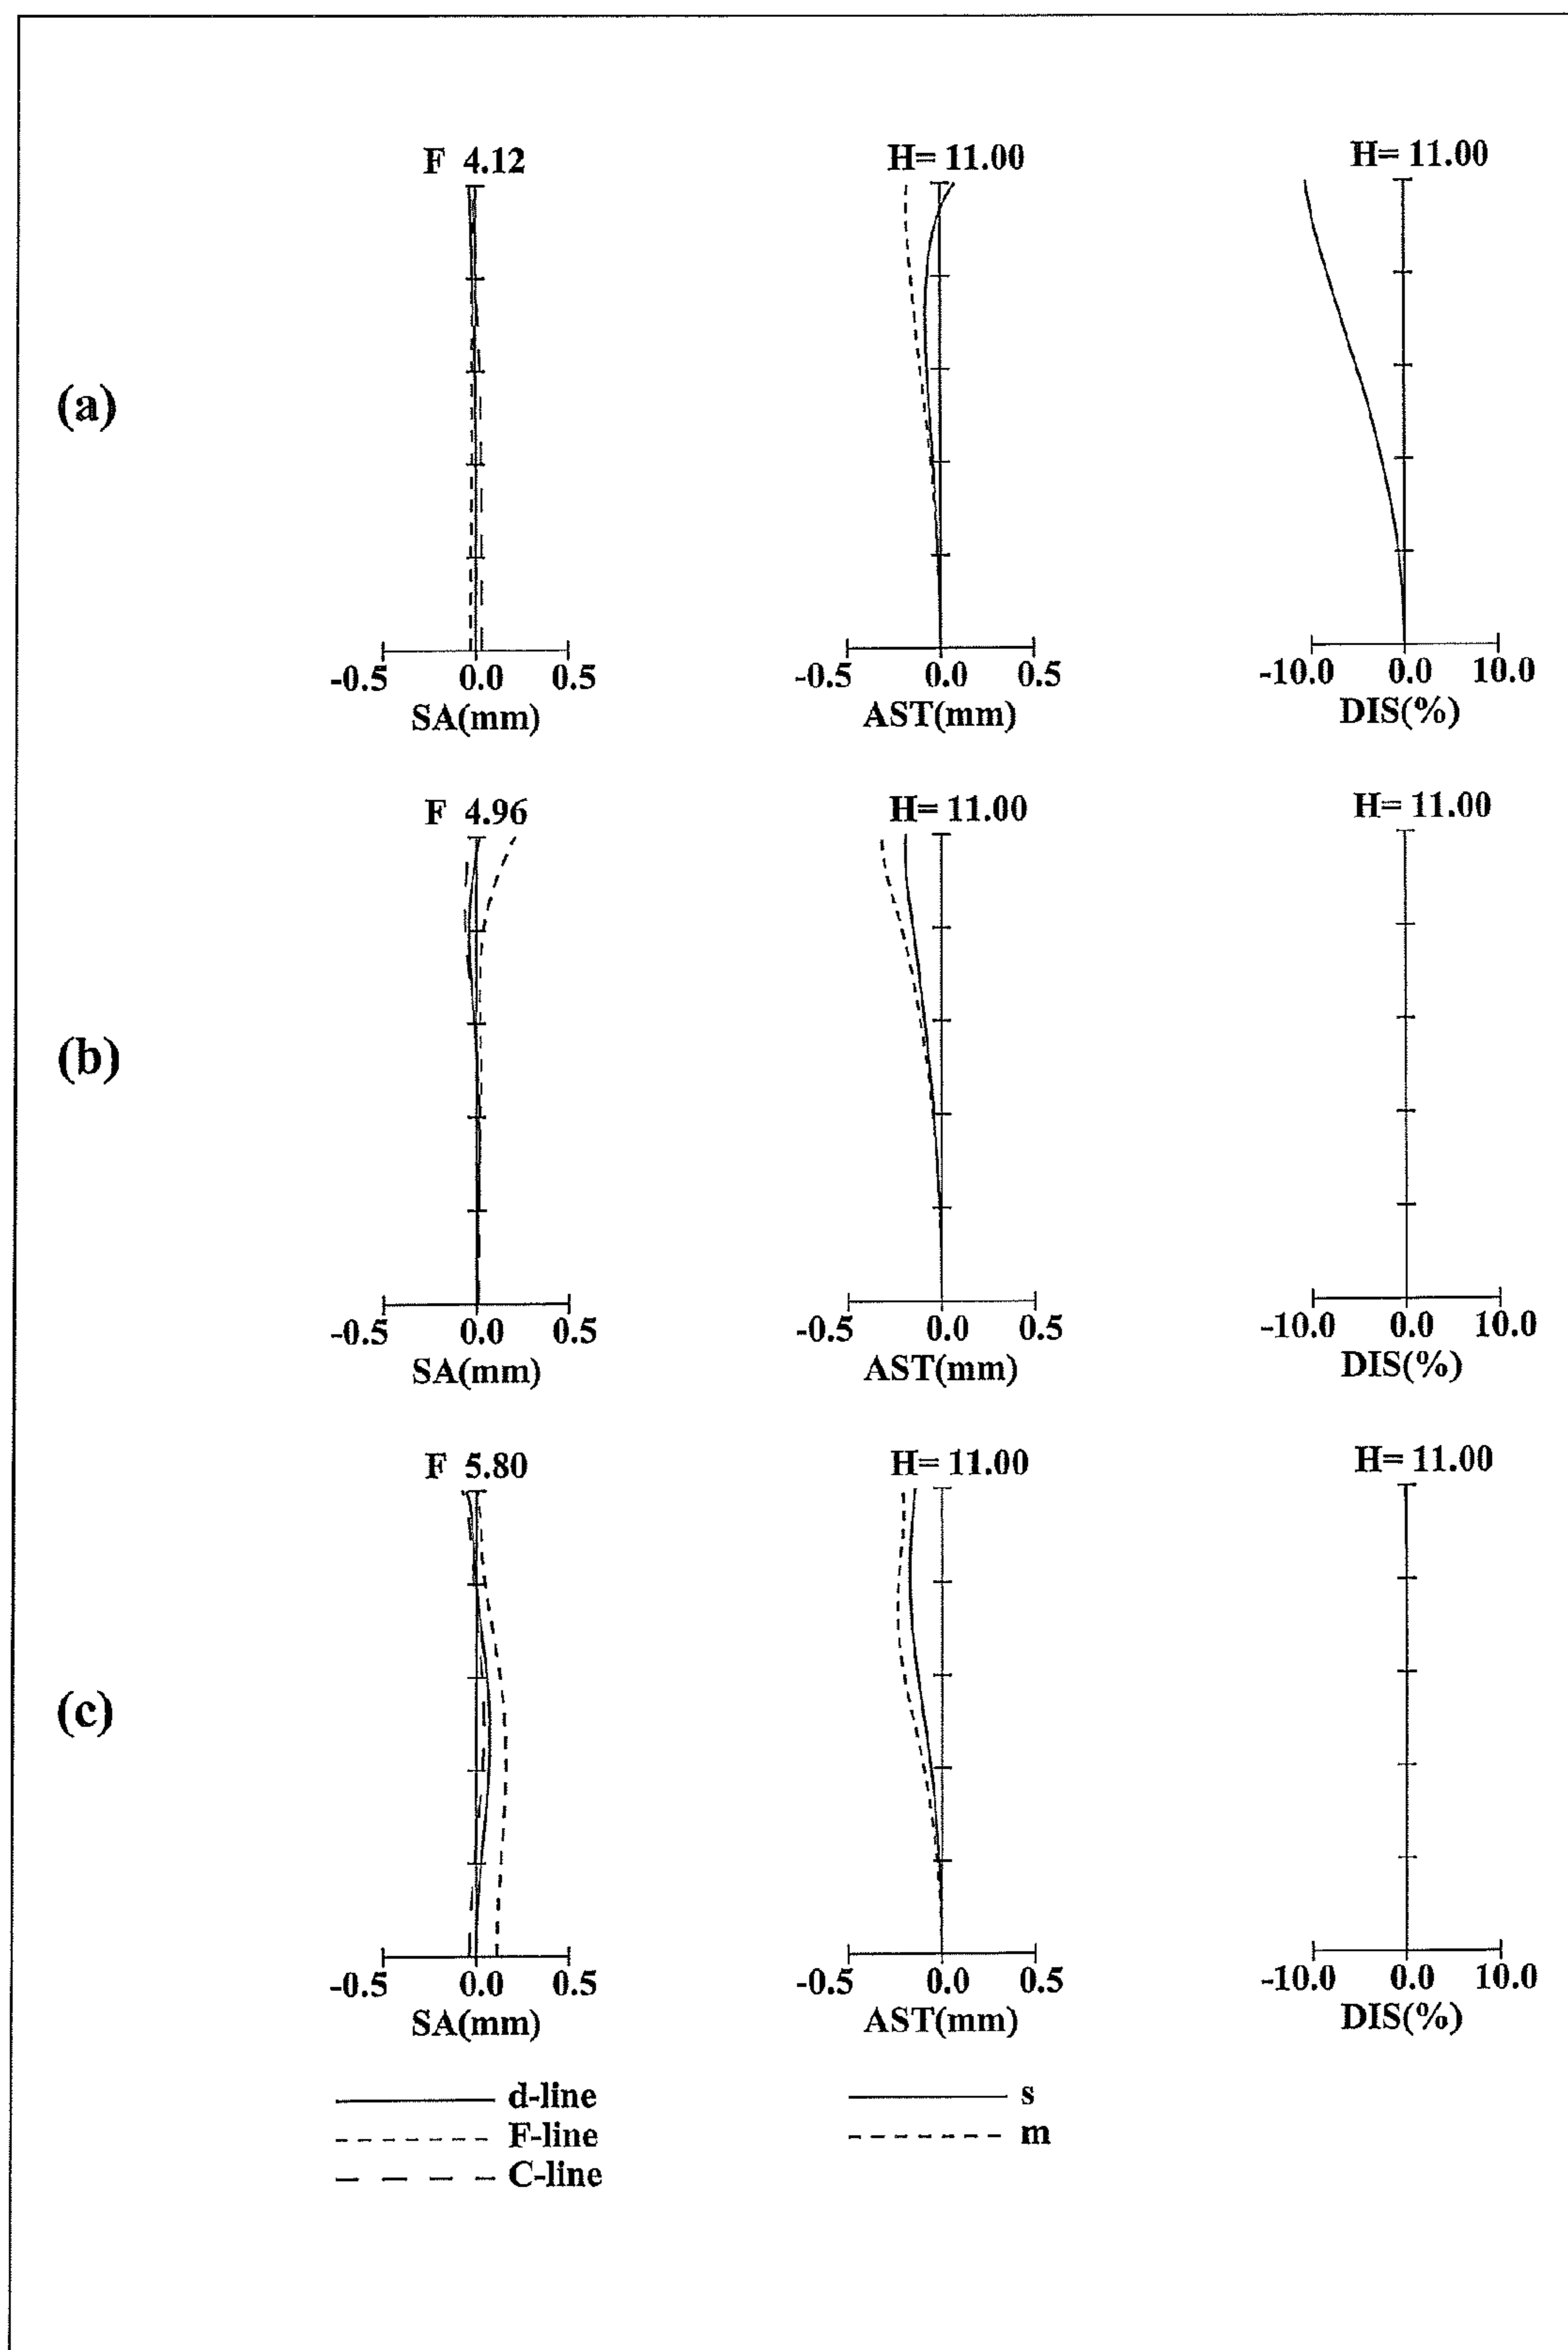 (a)
F 4.12
-0.5 0.0 0.5
SA(mm)
H= 11.00
-0.5 0.0 0.5
AST(mm)
H= 11.00
-10.0 0.0 10.0
DIS(%)
(b)
F 4.96
-0.5 0.0 0.5
SA(mm)
H= 11.00
-0.5 0.0 0.5
AST(mm)
H= 11.00
-10.0 0.0 10.0
DIS(%)
(c)
F 5.80
-0.5 0.0 0.5
SA(mm)
H= 11.00
-0.5 0.0 0.5
AST(mm)
H= 11.00
-10.0 0.0 10.0
DIS(%)
d-line
F-line
C-line
s
m